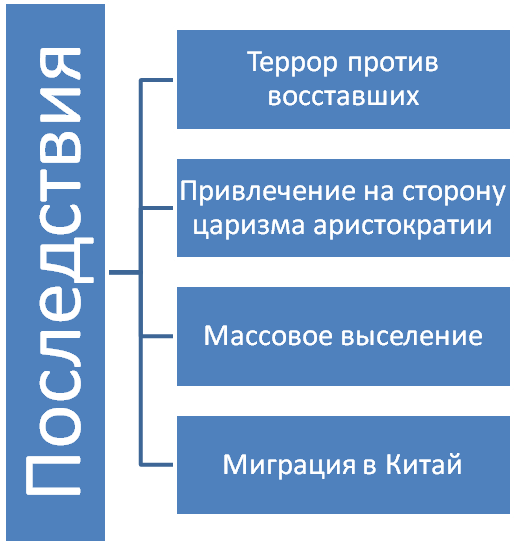 Последствия
Террор против
восставших
Привлечение на сторону
царизма аристократии
Массовое выселение
Миграция в Китай